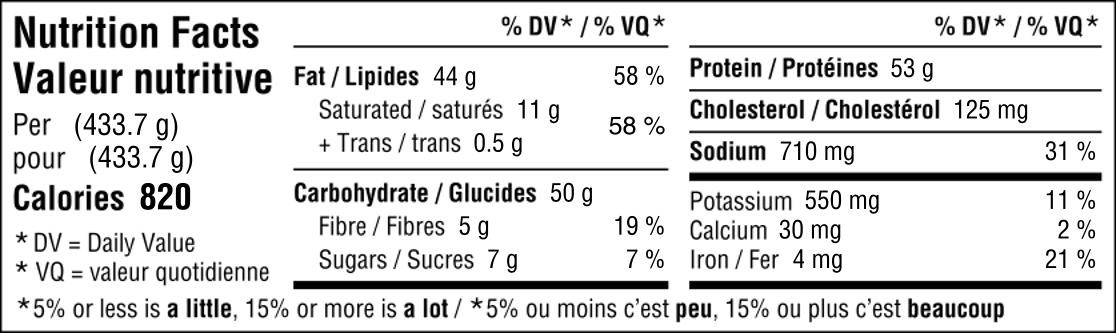 Nutrition Facts
Valeur nutritive
Per (433.7 g)
pour (433.7 g)
Calories 820
* DV = Daily Value
* VQ = valeur quotidienne
% DV* / % VQ*
Fat / Lipides 44 g 58 %
Saturated / saturés 11 g
+ Trans / trans 0.5 g
58 %
Carbohydrate / Glucides 50 g
Fibre / Fibres 5 g 19 %
Sugars / Sucres 7 g 7 %
% DV* / % VQ*
Protein / Protéines 53 g
Cholesterol / Cholestérol 125 mg
Sodium 710 mg 31 %
Potassium 550 mg 11 %
Calcium 30 mg 2 %
Iron / Fer 4 mg 21 %
*5% or less is a little, 15% or more is a lot / *5% ou moins c'est peu, 15% ou plus c'est beaucoup